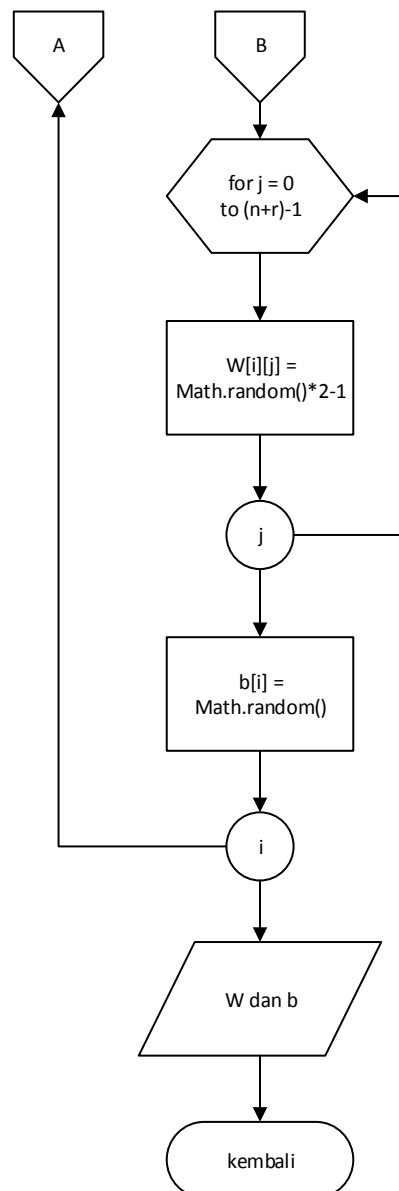 A
B
for j = 0
to (n+r)-1
W[i][j] =
Math.random()*2-1
j
b[i] =
Math.random()
i
W dan b
kembali